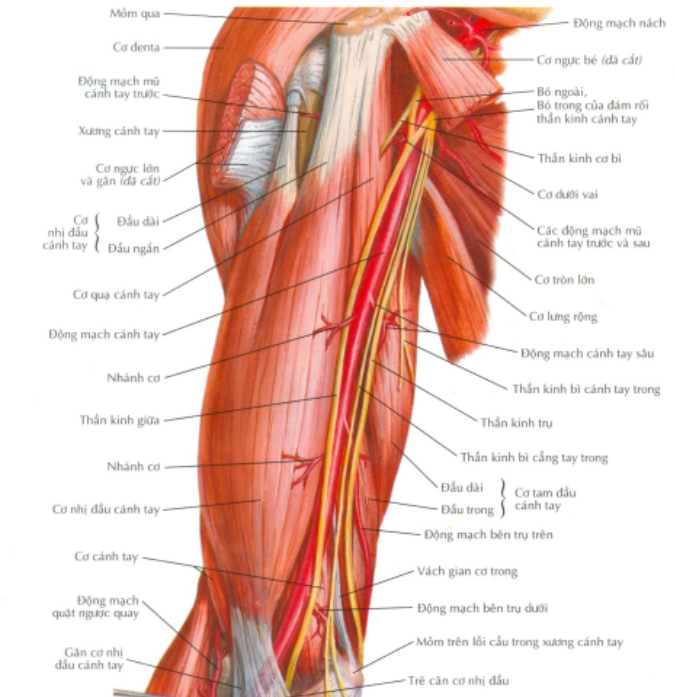 Mỏm quạ
Cơ denta
Động mạch mũ
cánh tay trước
Xương cánh tay
Cơ ngực lớn
và gân (đã cắt)
Cơ
nhị đầu
cánh tay
Đầu dài
Đầu ngắn
Cơ quạ cánh tay
Động mạch cánh tay
Nhánh cơ
Thần kinh giữa
Nhánh cơ
Cơ nhị đầu cánh tay
Cơ cánh tay
Động mạch
quặt ngược quay
Gân cơ nhị
đầu cánh tay
Động mạch nách
Cơ ngực bé (đã cắt)
Bó ngoài,
Bó trong của đám rối
thần kinh cánh tay
Thần kinh cơ bì
Cơ dưới vai
Các động mạch mũ
cánh tay trước và sau
Cơ tròn lớn
Cơ lưng rộng
Động mạch cánh tay sâu
Thần kinh bì cánh tay trong
Thần kinh trụ
Thần kinh bì cẳng tay trong
Đầu dài
Đầu trong
Cơ tam đầu
cánh tay
Động mạch bên trụ trên
Vách gian cơ trong
Động mạch bên trụ dưới
Mỏm trên lồi cầu trong xương cánh tay
Trẽ cân cơ nhị đầu